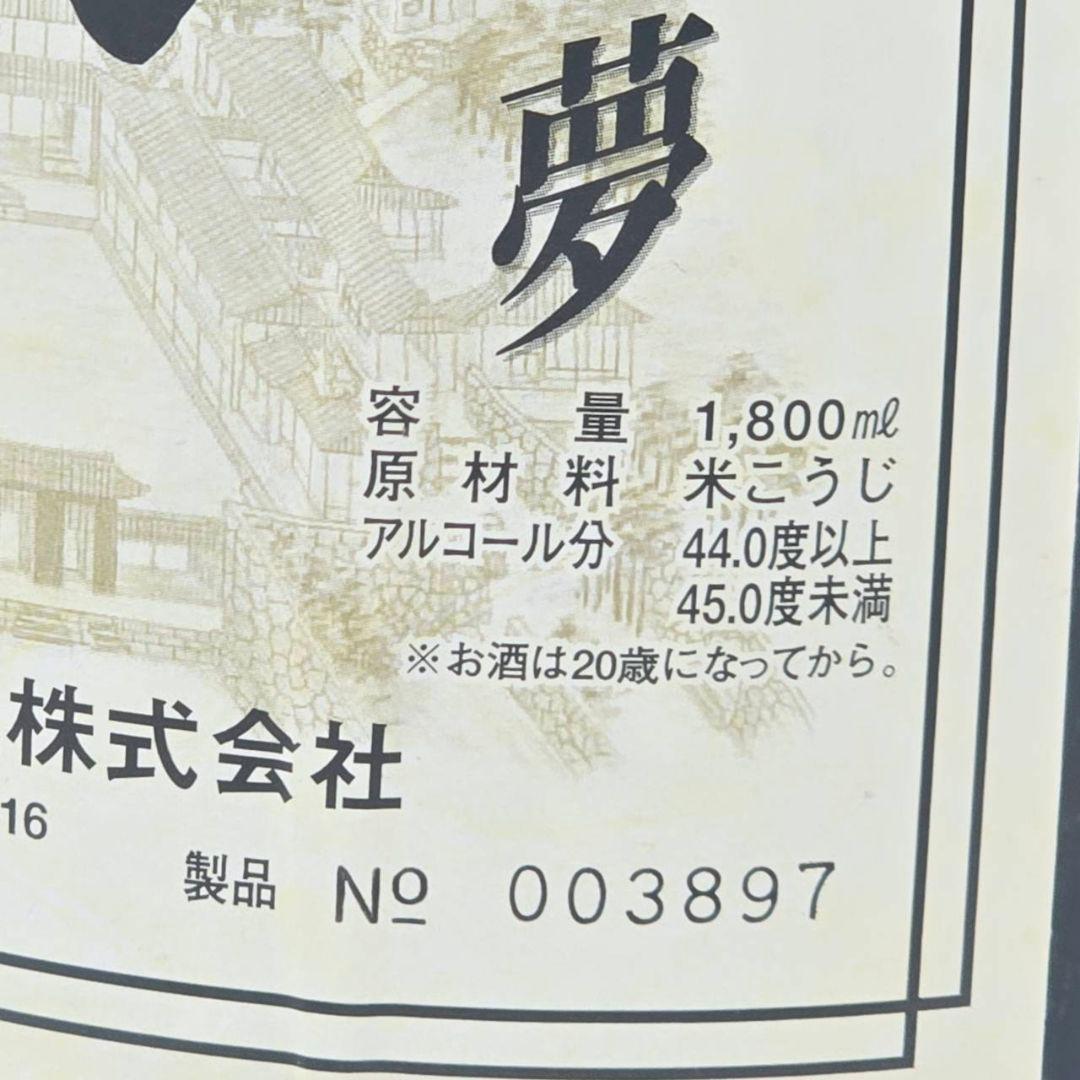 夢
容量 1,800㎖
原材料 米こうじ
アルコール分 44.0度以上
45.0度未満
※お酒は20歳になってから。
株式会社
16
製品 № 003897